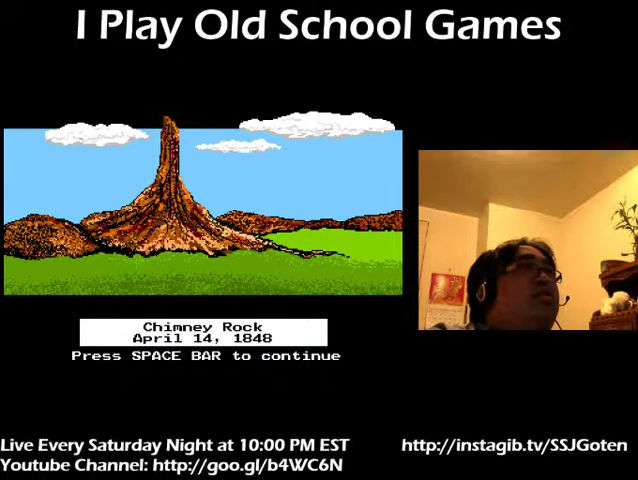 I Play Old School Games
Chimney Rock
April 14, 1848
Press SPACE BAR to continue
Live Every Saturday Night at 10:00 PM EST
http://instagib.tv/SSJGoten
Youtube Channel: http://goo.gl/b4WC6N